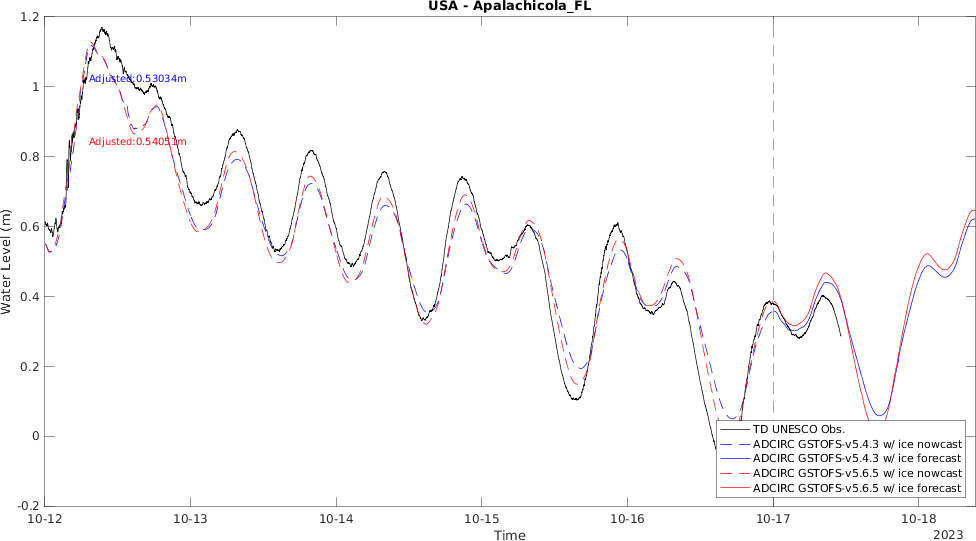 USA - Apalachicola_FL
1.2
1
0.8
0.6
0.4
0.2
0
-0.2
Water Level (m)
Adjusted:0.53034m
Adjusted:0.54051m
TD UNESCO Obs.
ADCIRC GSTOFS-v5.4.3 w/ ice nowcast
ADCIRC GSTOFS-v5.4.3 w/ ice forecast
ADCIRC GSTOFS-v5.6.5 w/ ice nowcast
ADCIRC GSTOFS-v5.6.5 w/ ice forecast
10-12 10-13 10-14 10-15 10-16 10-17 10-18
Time
2023